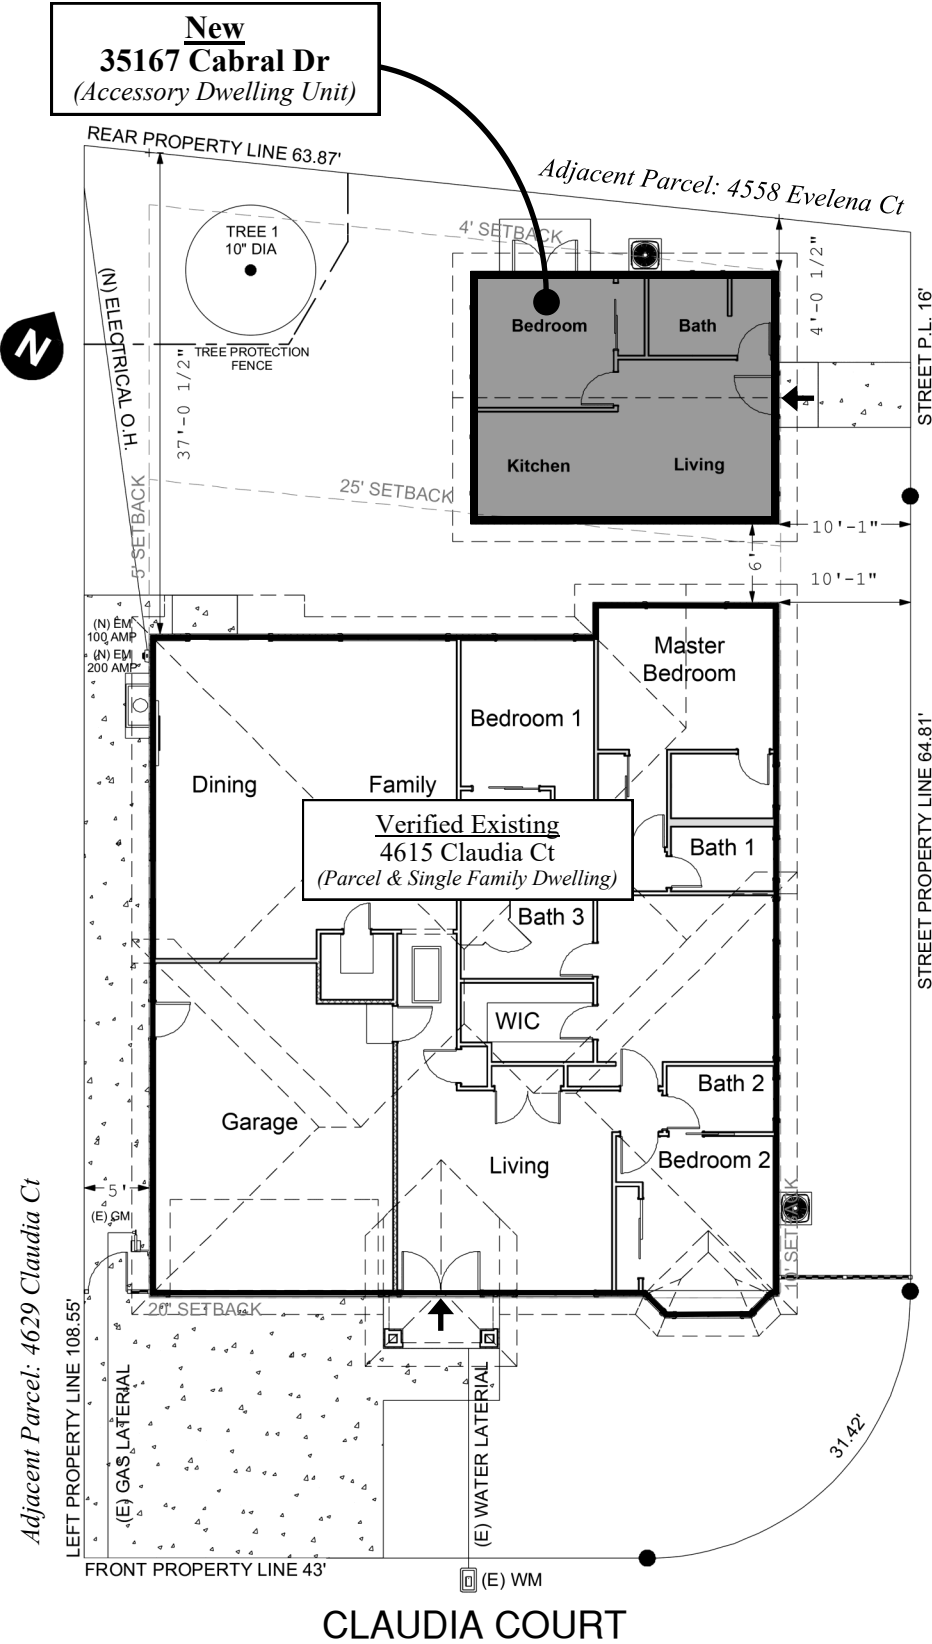 New
35167 Cabral Dr
(Accessory Dwelling Unit)
REAR PROPERTY LINE 63.87'
Adjacent Parcel: 4558 Evelena Ct
TREE 1
10" DIA
4' SETBACK
4'-0 1/2"
STREET P.L. 16'
(N) ELECTRICAL O.H.
N
TREE PROTECTION
FENCE
37'-0 1/2"
Bedroom
Bath
Kitchen
Living
25' SETBACK
5' SETBACK
10'-1"
6'
10'-1"
(N) EM
100 AMP
(N) EM
200 AMP
Master
Bedroom
Bedroom 1
Dining
Family
STREET PROPERTY LINE 64.81'
Verified Existing
4615 Claudia Ct
(Parcel & Single Family Dwelling)
Bath 1
Bath 3
WIC
Bath 2
Garage
Living
Bedroom 2
5'
(E) GM
10' SETBACK
20' SETBACK
Adjacent Parcel: 4629 Claudia Ct
LEFT PROPERTY LINE 108.55'
(E) GAS LATERIAL
(E) WATER LATERIAL
31.42'
FRONT PROPERTY LINE 43'
(E) WM
CLAUDIA COURT